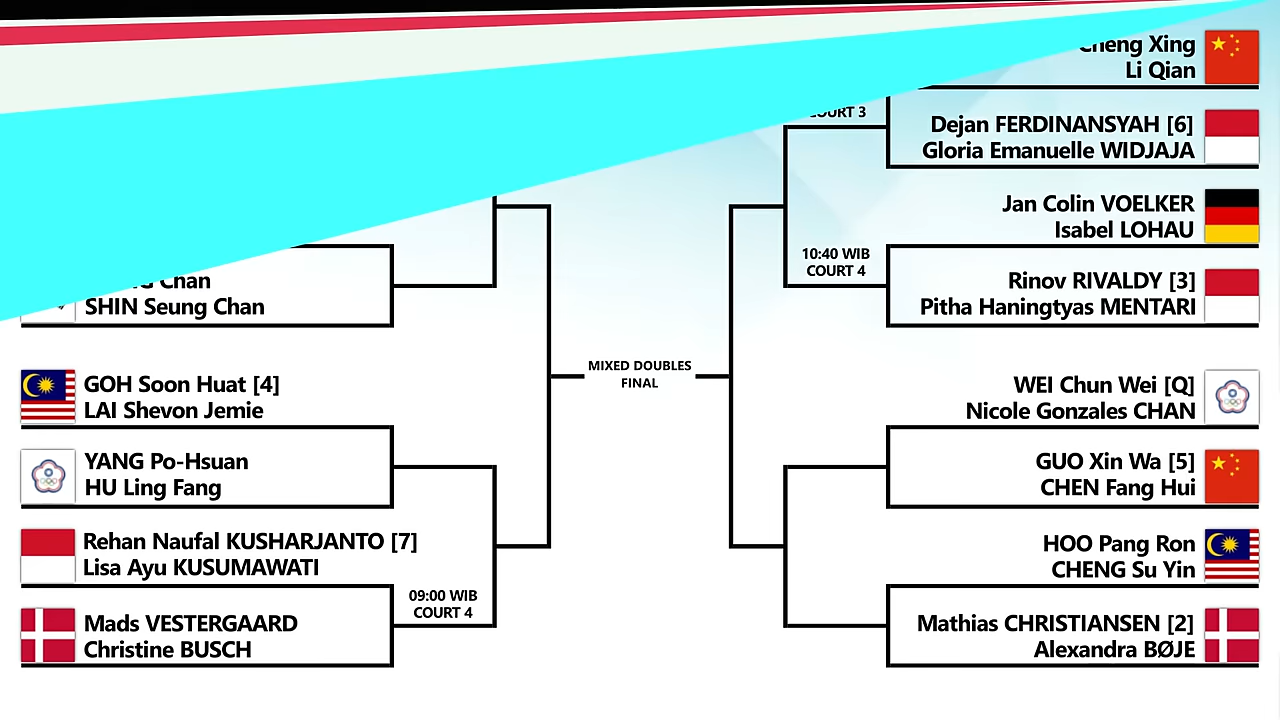 Xing
Li Qian
3
Dejan FERDINANSYAH [6]
Gloria Emanuelle WIDJAJA
Jan Colin VOELKER
Isabel LOHAU
10:40 WIB
COURT 4
Rinov RIVALDY [3]
Pitha Haningtyas MENTARI
Chan
SHIN Seung Chan
MIXED DOUBLES
FINAL
GOH Soon Huat [4]
LAI Shevon Jemie
YANG Po-Hsuan
HU Ling Fang
Rehan Naufal KUSHARJANTO [7]
Lisa Ayu KUSUMAWATI
09:00 WIB
COURT 4
Mads VESTERGAARD
Christine BUSCH
WEI Chun Wei [Q]
Nicole Gonzales CHAN
GUO Xin Wa [5]
CHEN Fang Hui
HOO Pang Ron
CHENG Su Yin
Mathias CHRISTIANSEN [2]
Alexandra BØJE